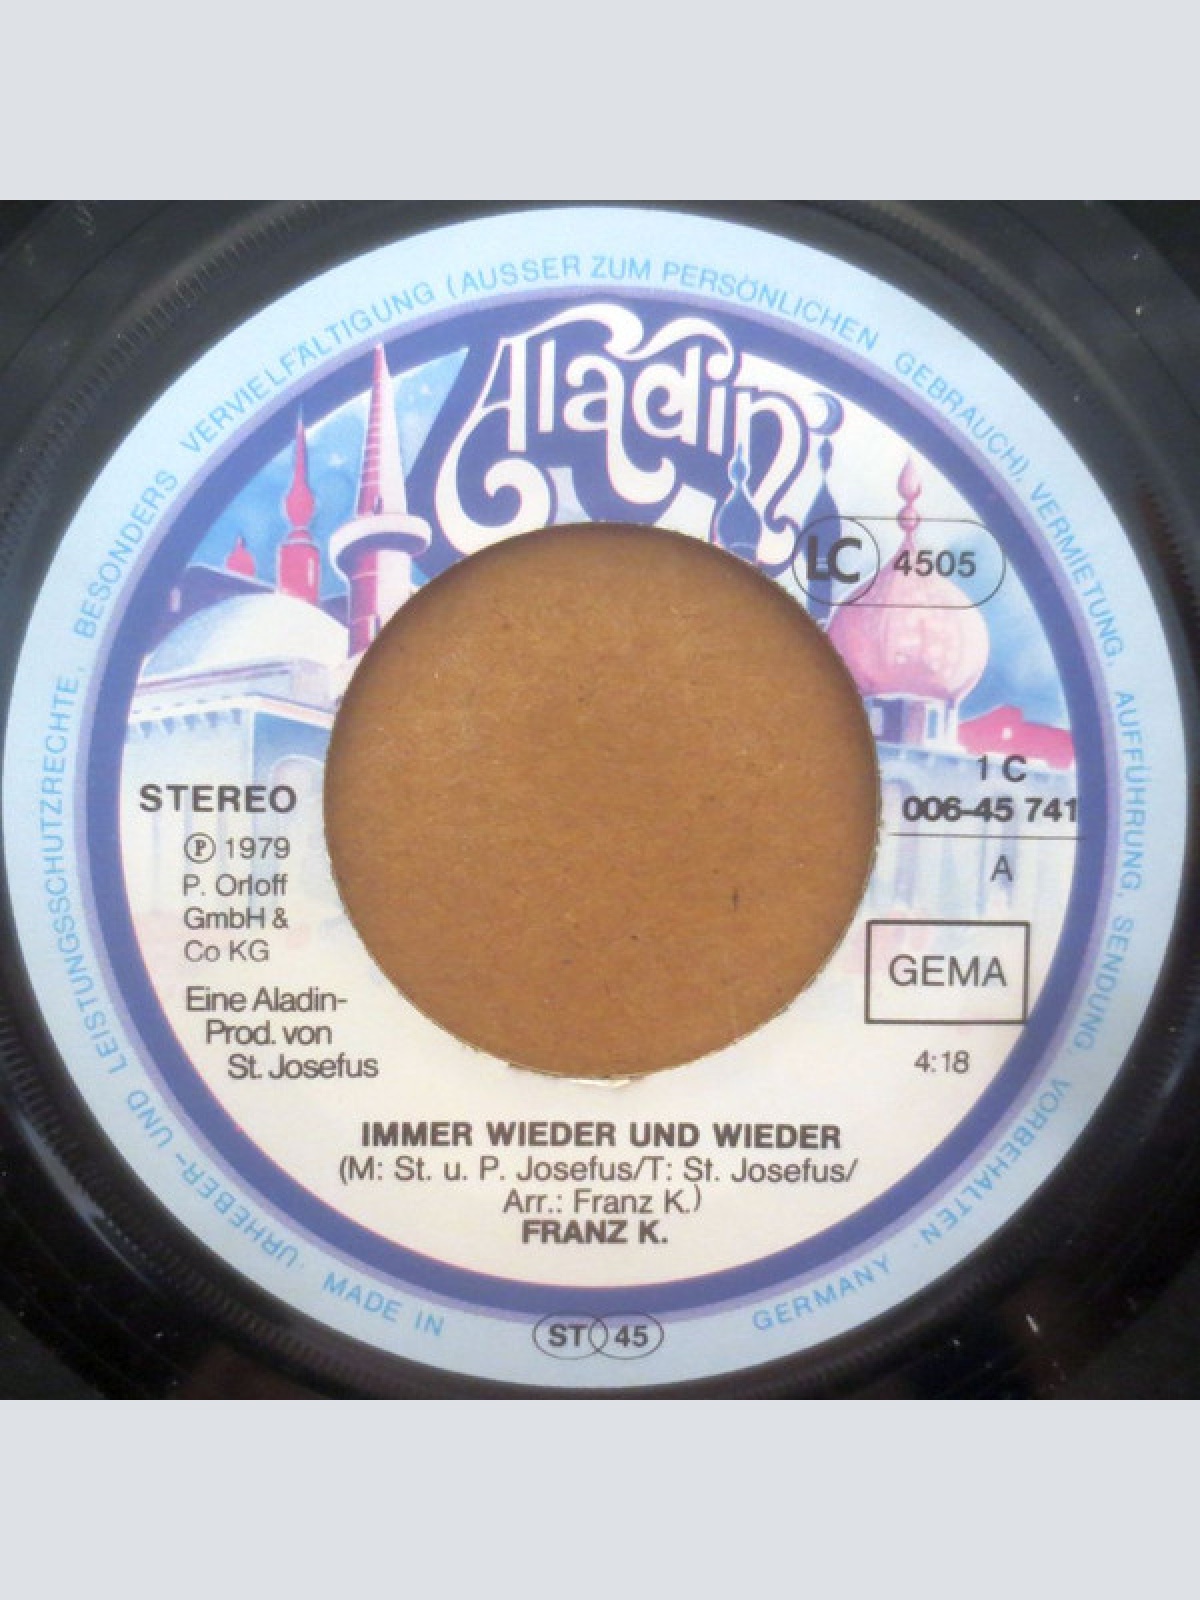 URHEBER- UND LEISTUNGSSCHUTZRECHTE, BESONDERS VERVIELFÄLTIGUNG (AUSSER ZUM PERSÖNLICHEN GEBRAUCH), VERMIETUNG, AUFFÜHRUNG, SENDUNG, VORBEHALTEN ·
Aladin
LC 4505
STEREO
℗ 1979
P. Orloff
GmbH &
Co KG
Eine Aladin-
Prod. von
St. Josefus
1 C
006-45 741
A
GEMA
4:18
IMMER WIEDER UND WIEDER
(M: St. u. P. Josefus/T: St. Josefus/
Arr.: Franz K.)
FRANZ K.
MADE IN GERMANY
ST 45